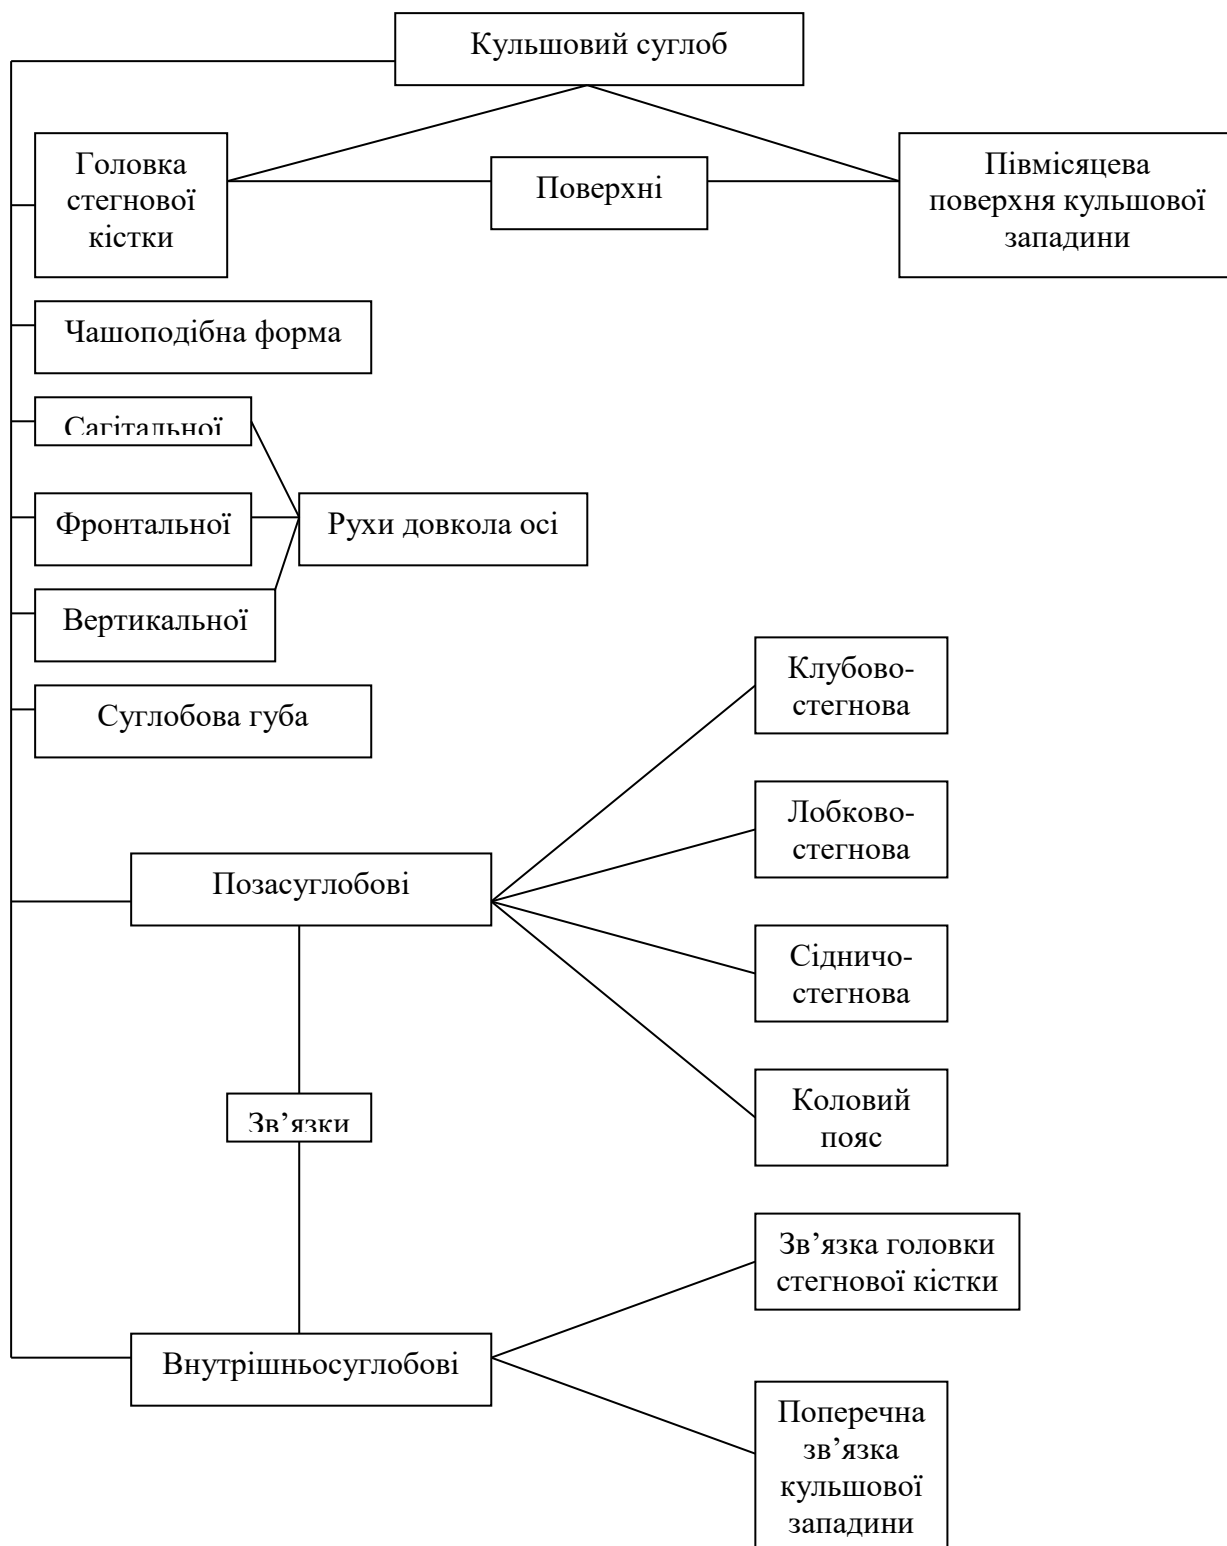 Кульшовий суглоб
Головка
стегнової
кістки
Поверхні
Півмісяцева
поверхня кульшової
западини
Чашоподібна форма
Сагітальної
Фронтальної
Рухи довкола осі
Вертикальної
Суглобова губа
Клубово-
стегнова
Лобково-
стегнова
Позасуглобові
Сідничо-
стегнова
Коловий
пояс
Зв’язки
Зв’язка головки
стегнової кістки
Внутрішньосуглобові
Поперечна
зв’язка
кульшової
западини